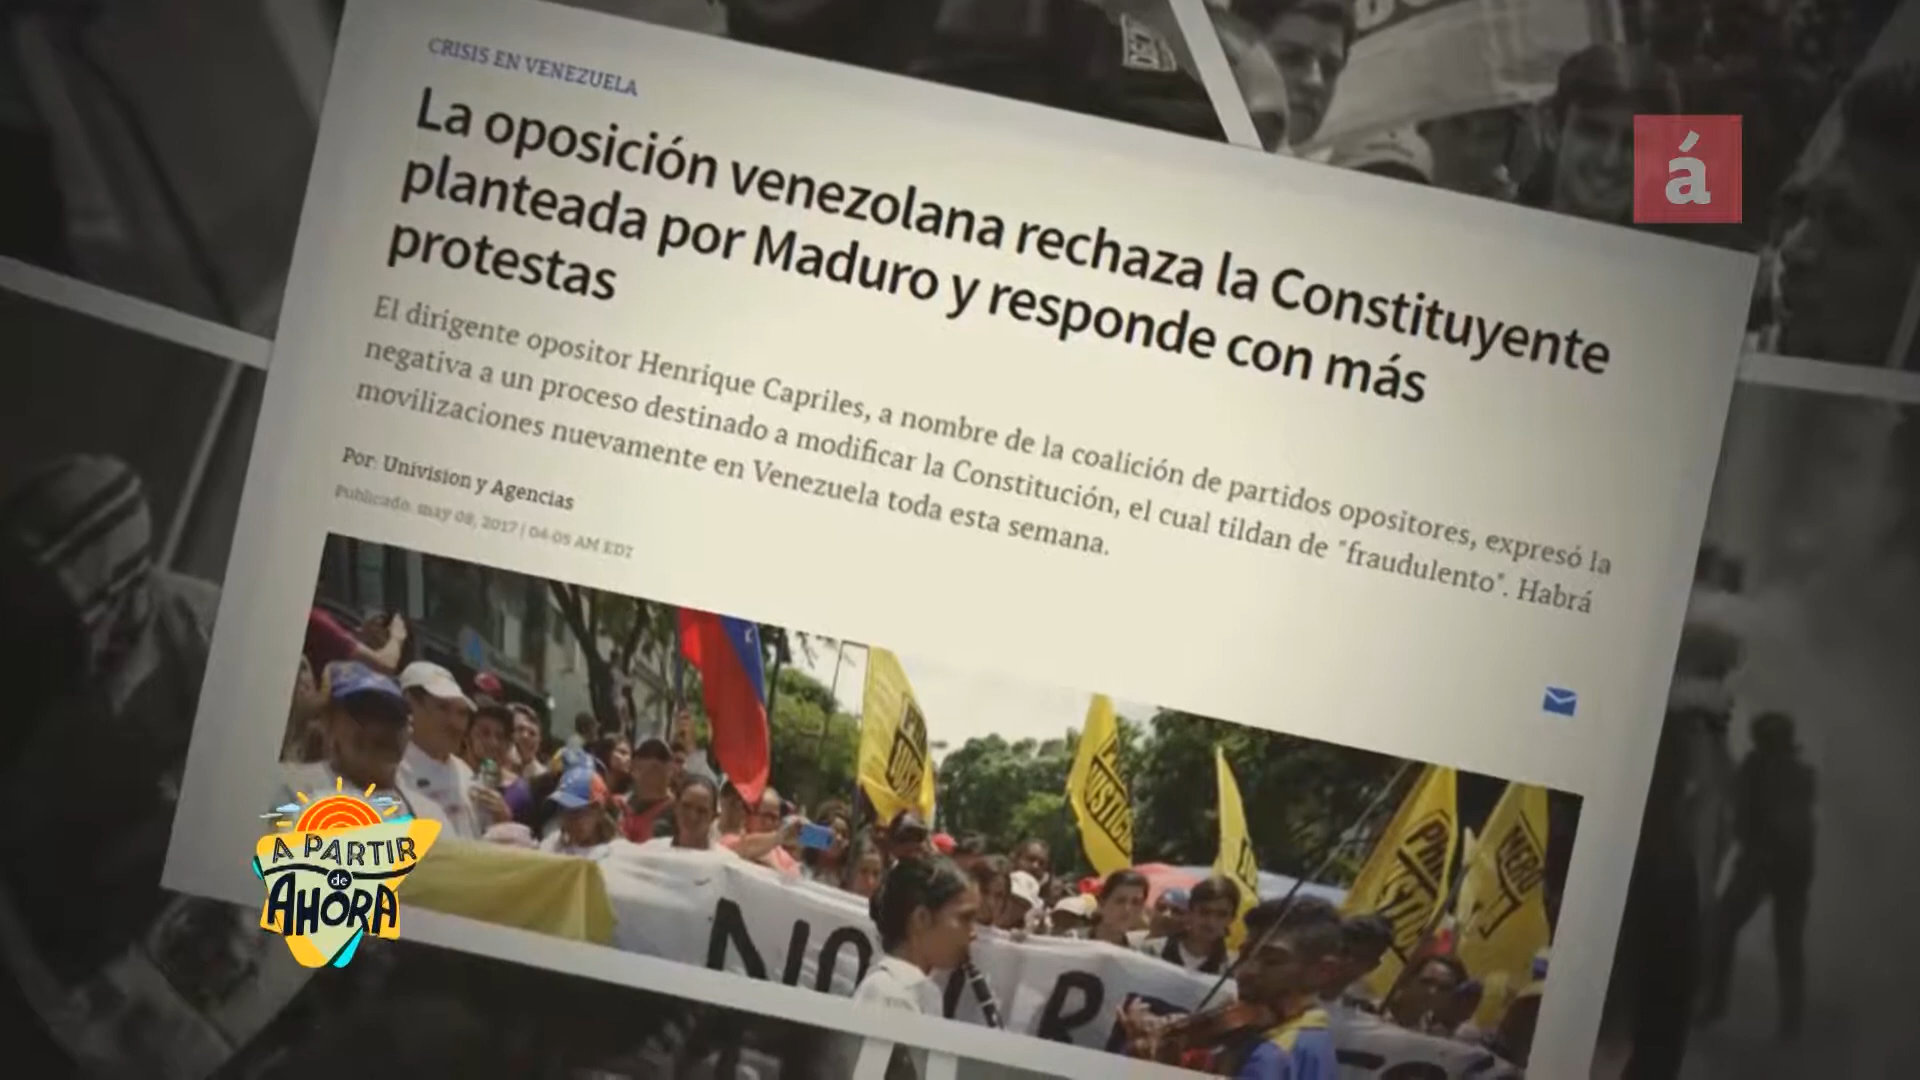 CRISIS EN VENEZUELA
La oposición venezolana rechaza la Constituyente
planteada por Maduro y responde con más
protestas
El dirigente opositor Henrique Capriles, a nombre de la coalición de partidos opositores, expresó la
negativa a un proceso destinado a modificar la Constitución, el cual tildan de "fraudulento". Habrá
movilizaciones nuevamente en Venezuela toda esta semana.
Por: Univision y Agencias
Publicado: may 08, 2017 | 04:05 AM EDT
á
A PARTIR
de
AHORA
NO